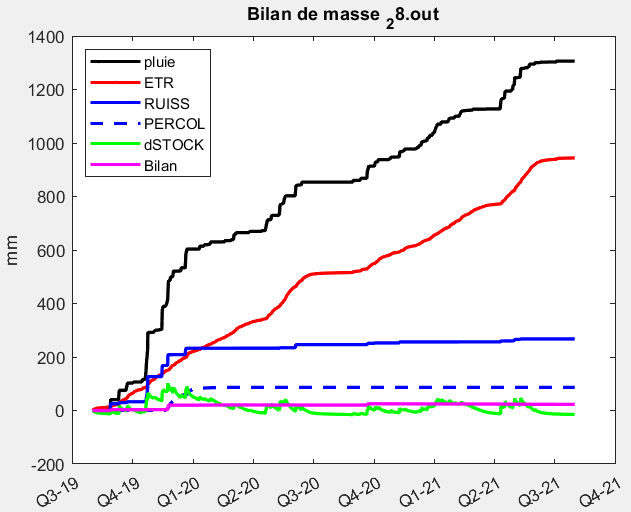 Bilan de masse 28.out
1400
1200
1000
800
600
400
200
0
-200
mm
pluie
ETR
RUISS
PERCOL
dSTOCK
Bilan
Q3-19
Q4-19
Q1-20
Q2-20
Q3-20
Q4-20
Q1-21
Q2-21
Q3-21
Q4-21